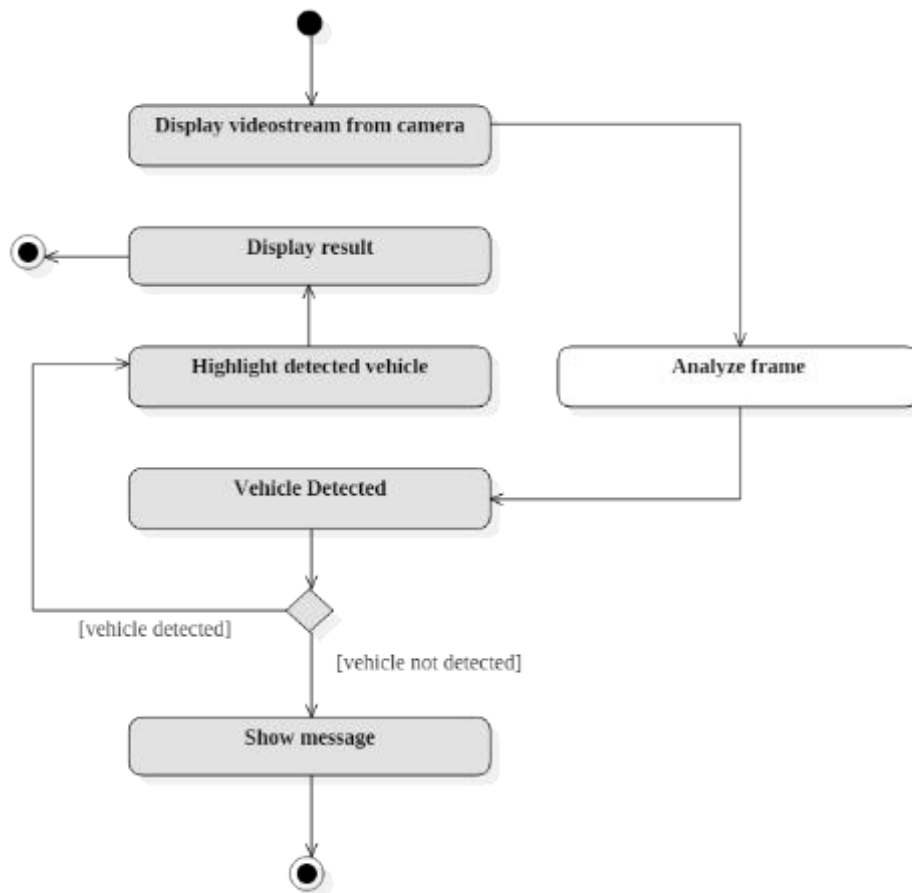 Display videostream from camera
Display result
Highlight detected vehicle
Analyze frame
Vehicle Detected
[vehicle detected]
[vehicle not detected]
Show message